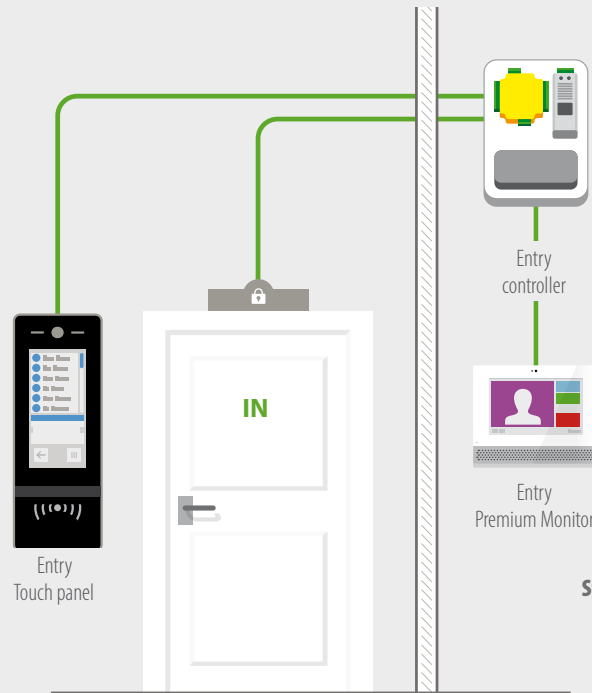 Entry
controller
IN
Entry
Premium Monitor
Entry
Touch panel
S